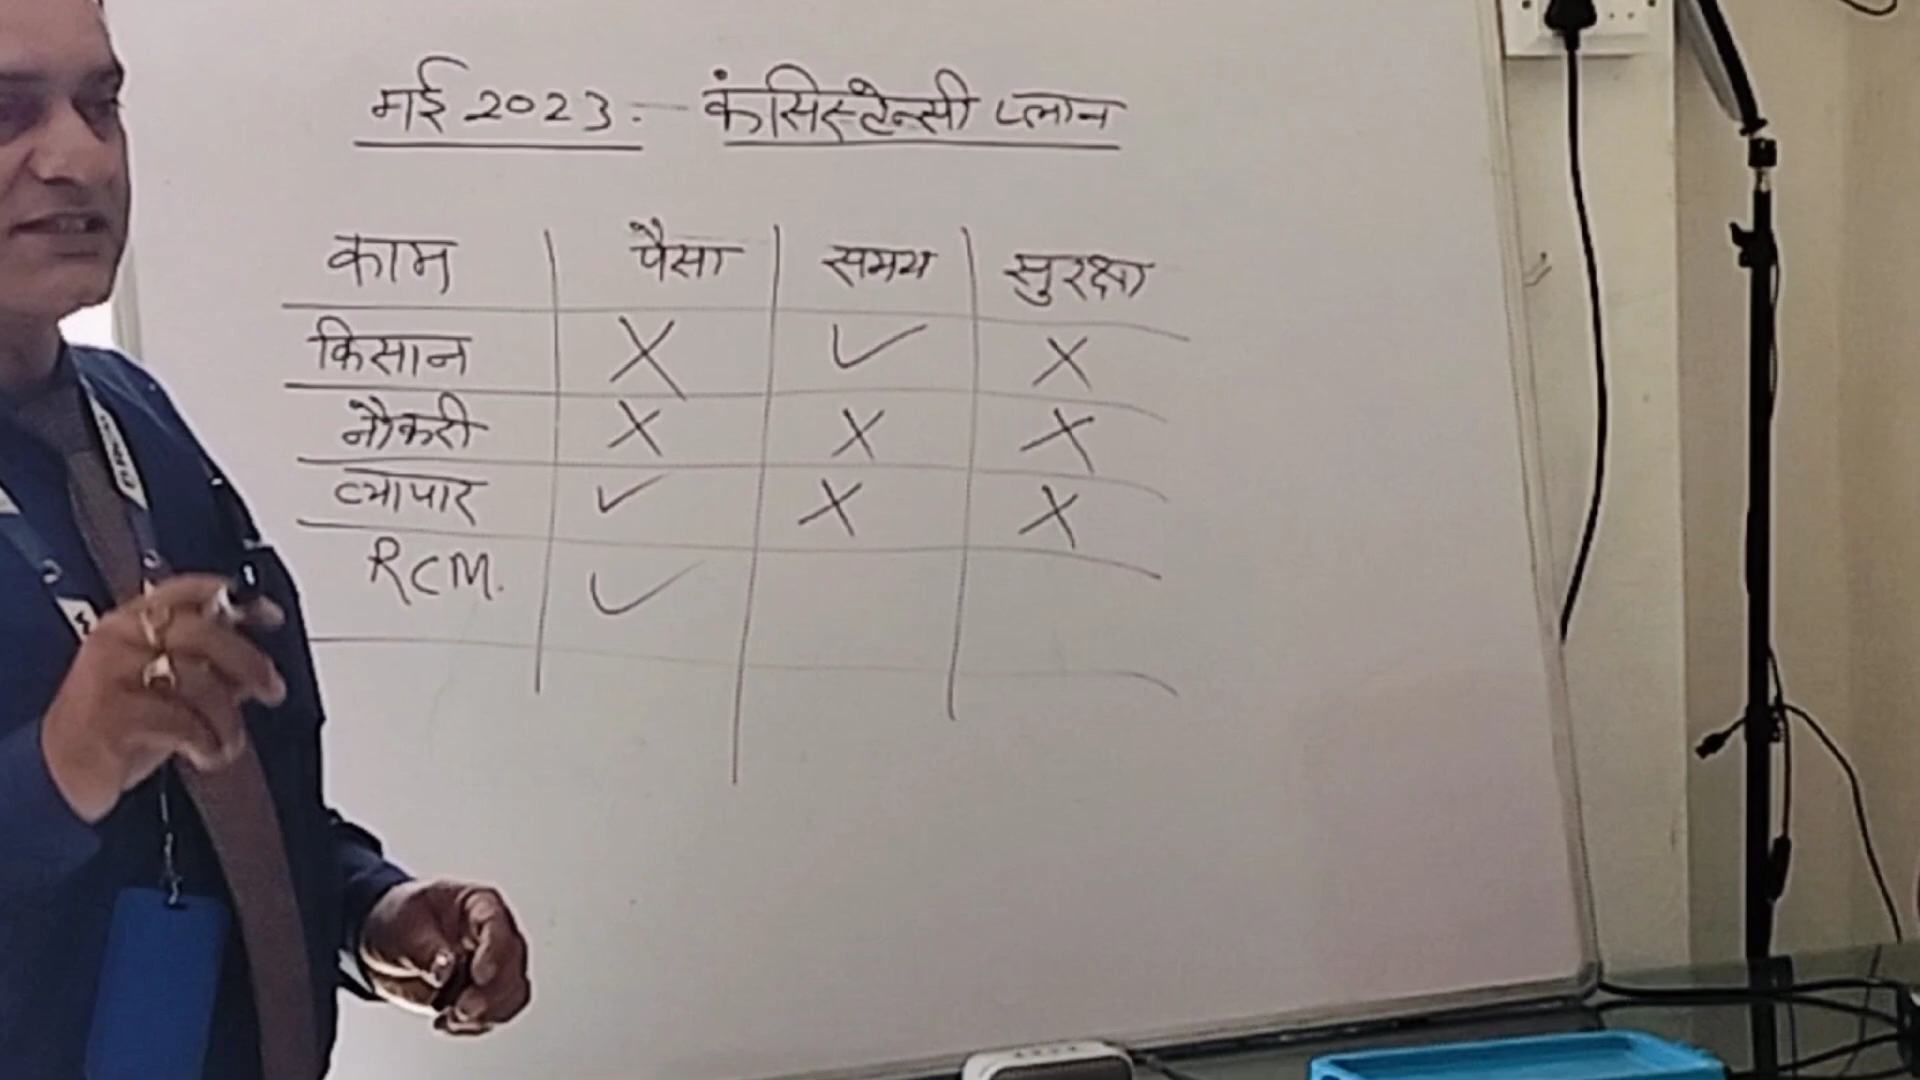 मई 2023. - कंसिस्टेन्सी प्लान
काम पैसा समय सुरक्षा
किसान X ✓ X
नौकरी X X X
व्यापार ✓ X X
RCM. ✓